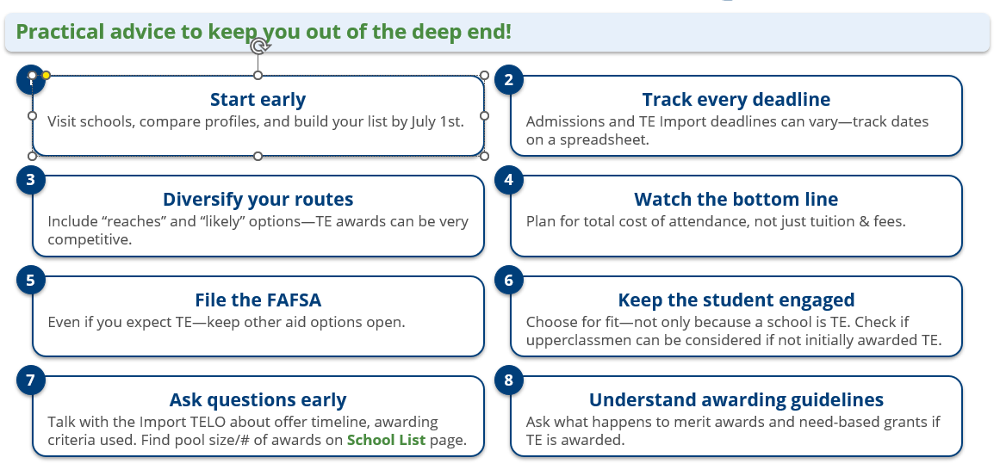 Practical advice to keep you out of the deep end!
Start early
Visit schools, compare profiles, and build your list by July 1st.
2
Track every deadline
Admissions and TE Import deadlines can vary—track dates
on a spreadsheet.
3
Diversify your routes
Include “reaches” and “likely” options—TE awards can be very
competitive.
4
Watch the bottom line
Plan for total cost of attendance, not just tuition & fees.
5
File the FAFSA
Even if you expect TE—keep other aid options open.
6
Keep the student engaged
Choose for fit—not only because a school is TE. Check if
upperclassmen can be considered if not initially awarded TE.
7
Ask questions early
Talk with the Import TELO about offer timeline, awarding
criteria used. Find pool size/# of awards on School List page.
8
Understand awarding guidelines
Ask what happens to merit awards and need-based grants if
TE is awarded.